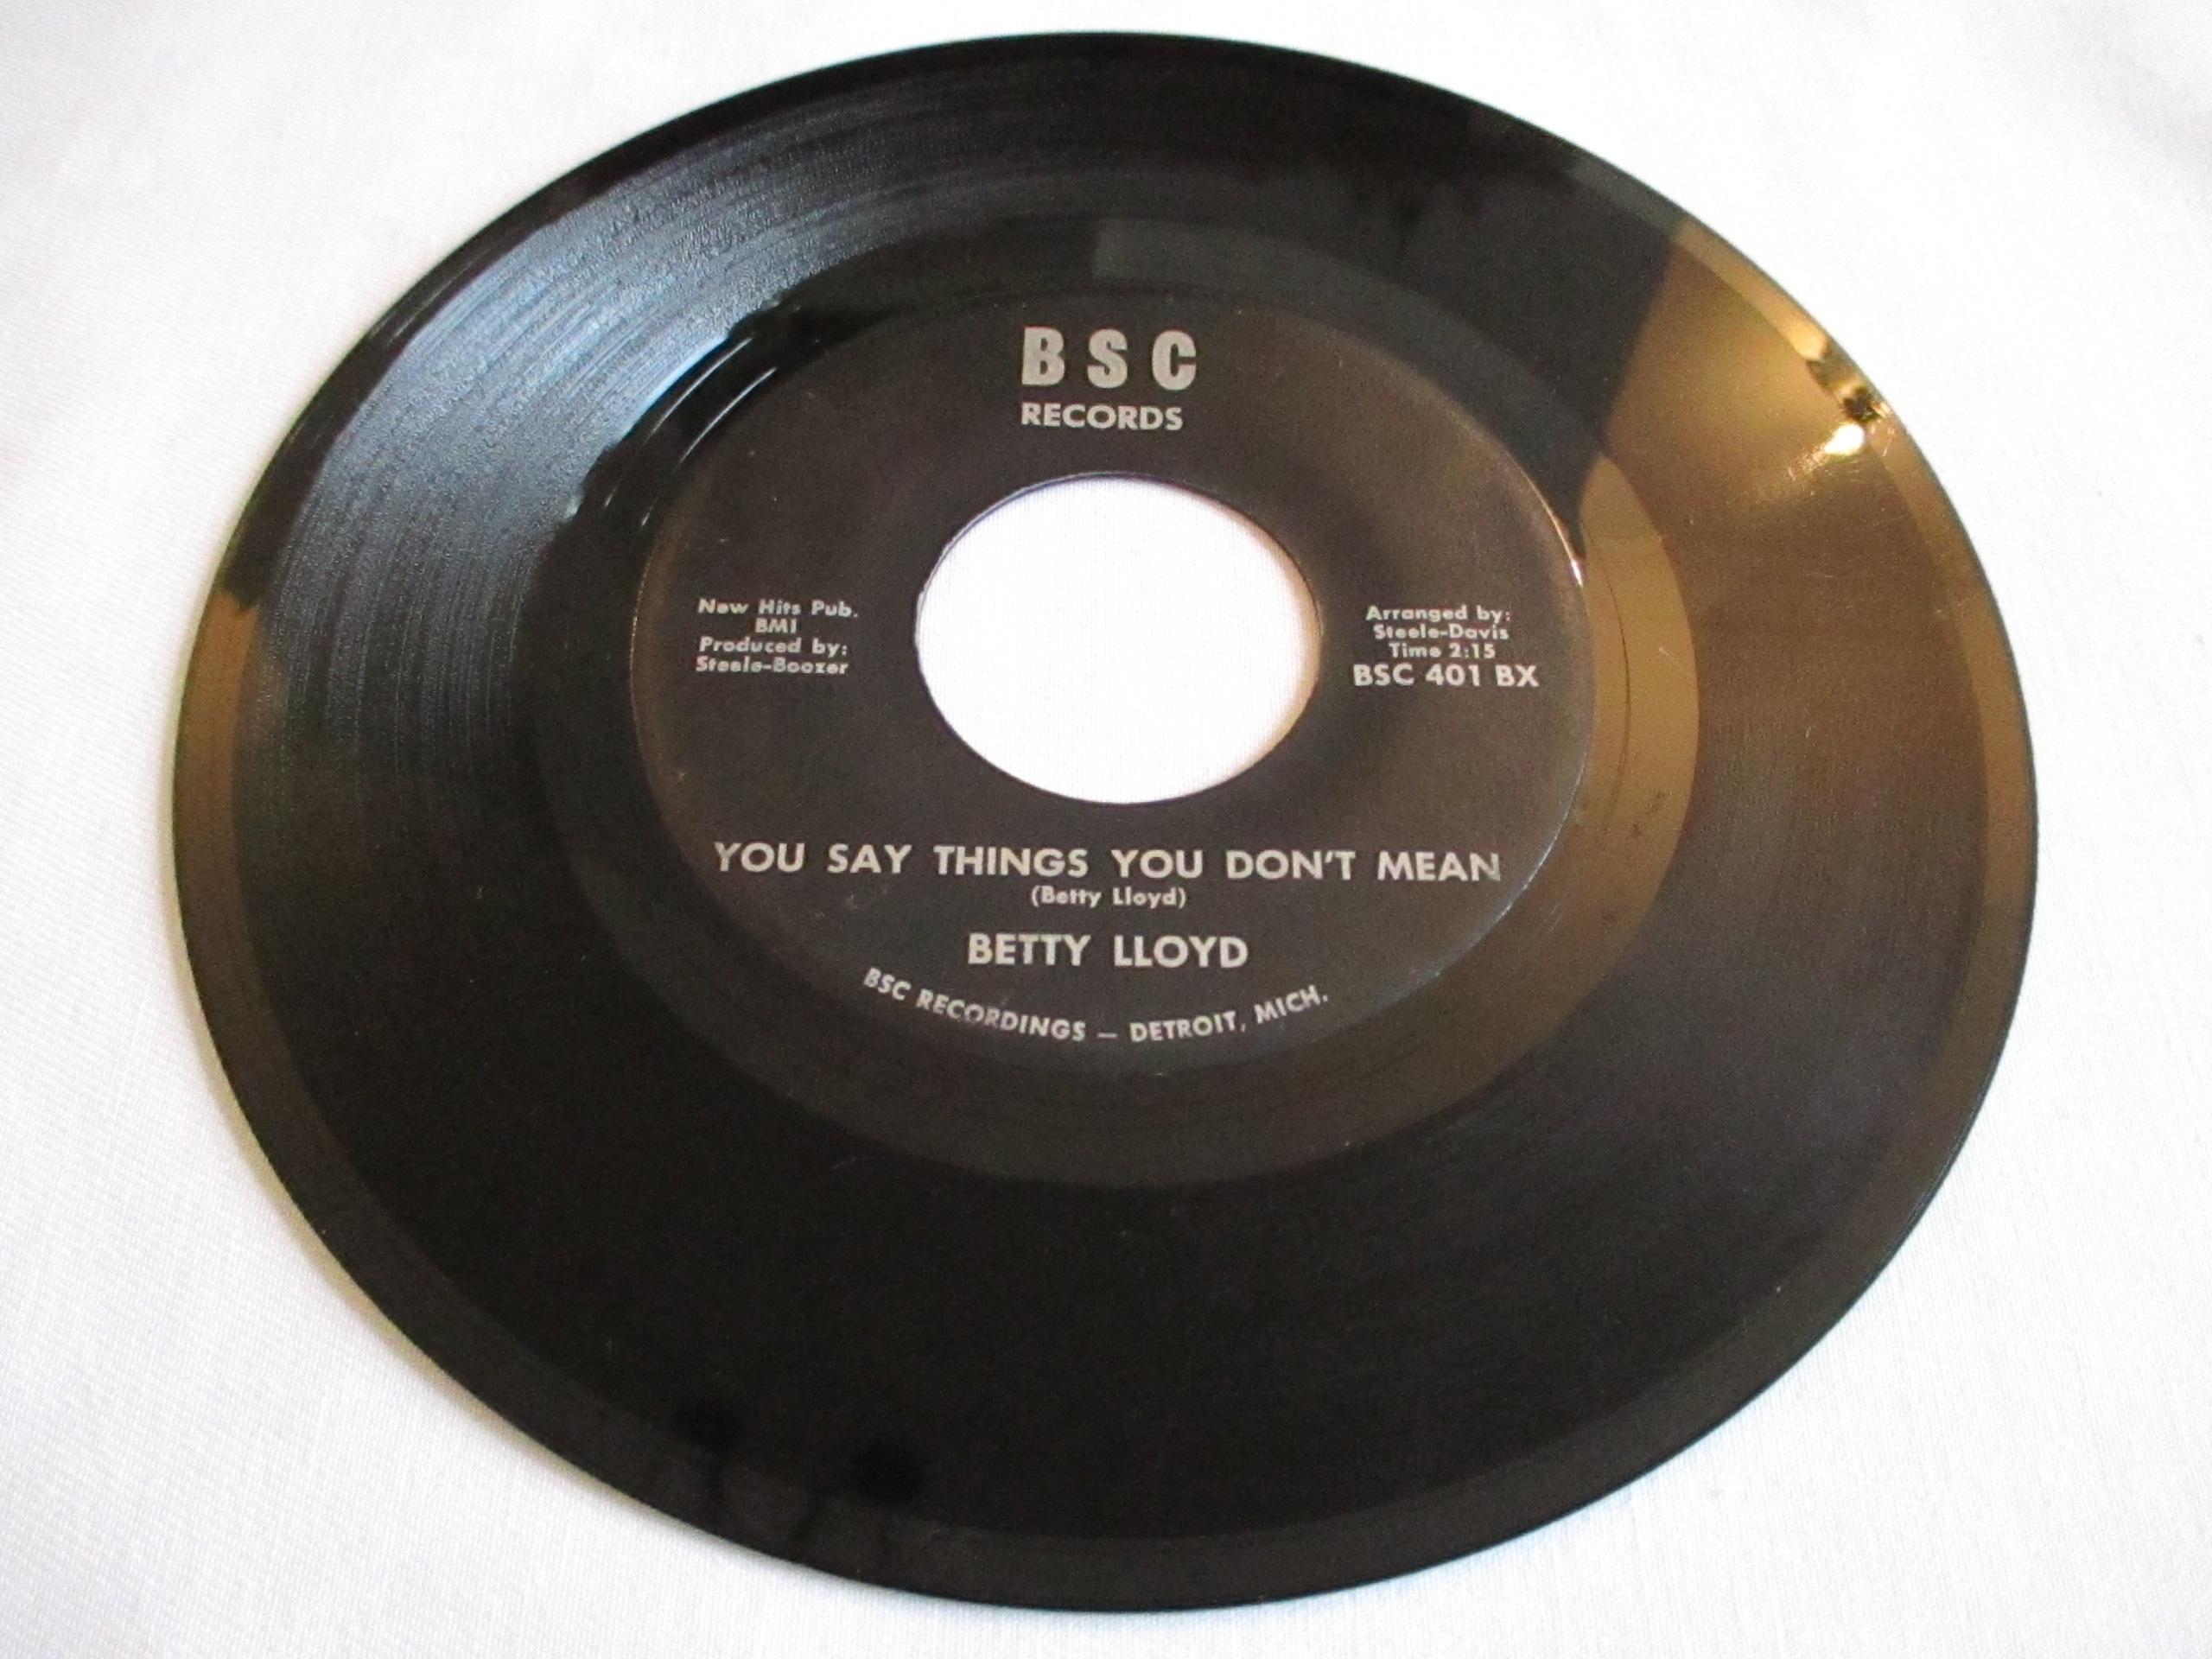 BSC
RECORDS
New Hits Pub.
BMI
Produced by:
Steele-Boozer
Arranged by:
Steele-Davis
Time 2:15
BSC 401 BX
YOU SAY THINGS YOU DON'T MEAN
(Betty Lloyd)
BETTY LLOYD
BSC RECORDINGS — DETROIT, MICH.